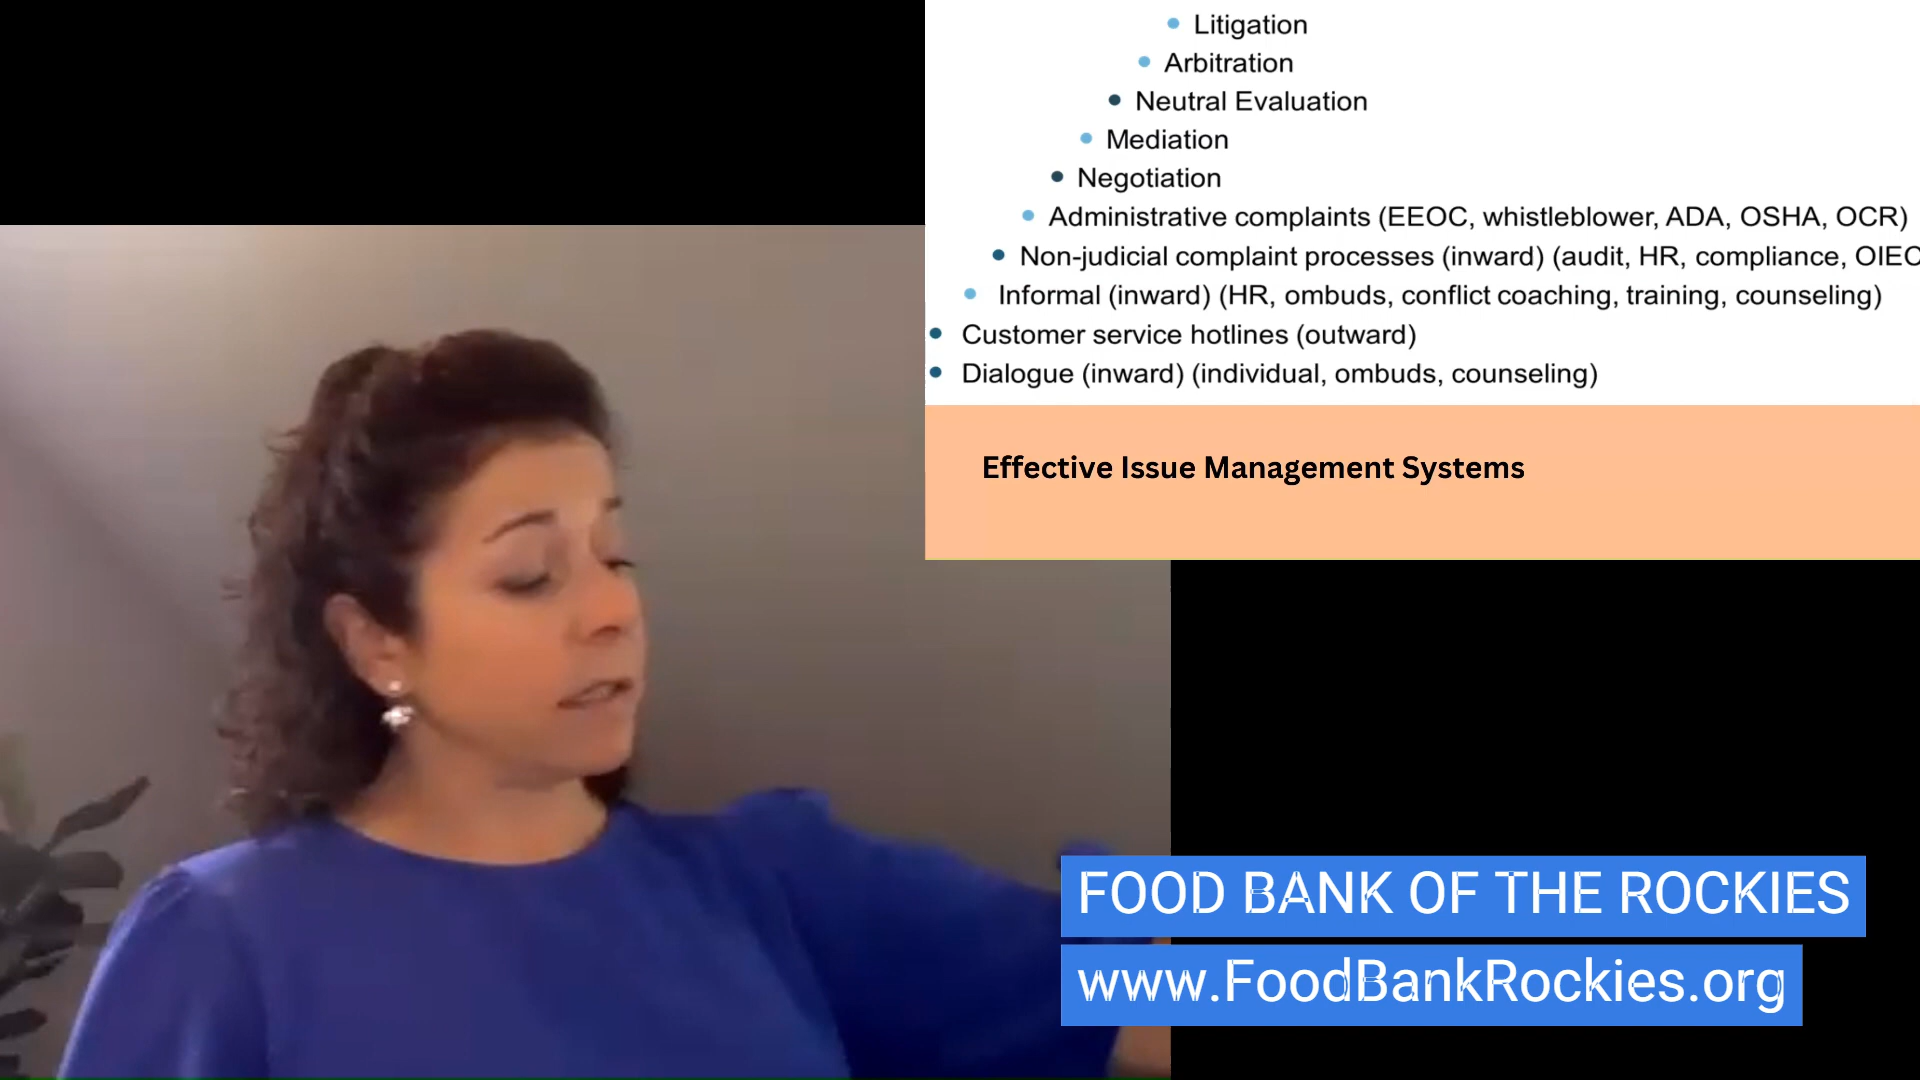 Litigation
Arbitration
Neutral Evaluation
Mediation
Negotiation
Administrative complaints (EEOC, whistleblower, ADA, OSHA, OCR)
Non-judicial complaint processes (inward) (audit, HR, compliance, OIEC
Informal (inward) (HR, ombuds, conflict coaching, training, counseling)
Customer service hotlines (outward)
Dialogue (inward) (individual, ombuds, counseling)
Effective Issue Management Systems
FOOD BANK OF THE ROCKIES
www.FoodBankRockies.org